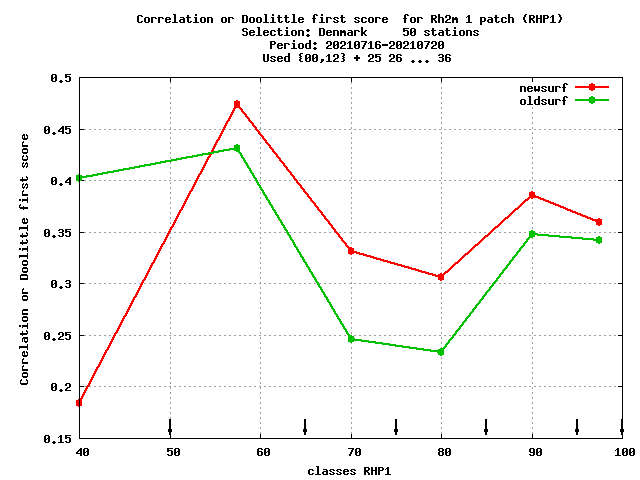 Correlation or Doolittle first score  for Rh2m 1 patch (RHP1)
Selection: Denmark     50 stations
Period: 20210716-20210720
Used {00,12} + 25 26 ... 36
newsurf
oldsurf
Correlation or Doolittle first score
0.5
0.45
0.4
0.35
0.3
0.25
0.2
0.15
40 50 60 70 80 90 100
classes RHP1